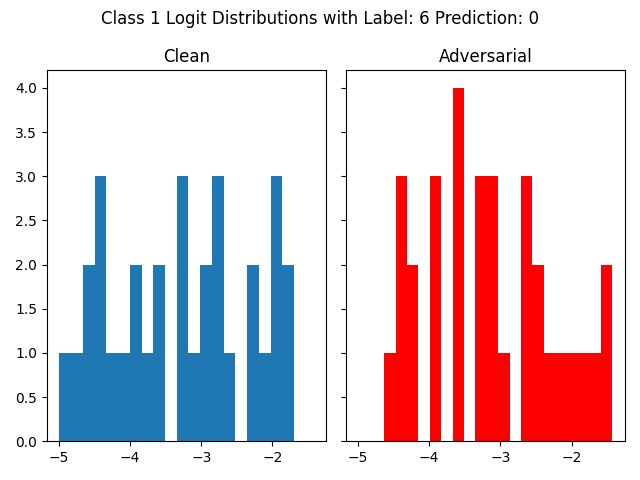 Class 1 Logit Distributions with Label: 6 Prediction: 0
Clean
Adversarial
4.0
3.5
3.0
2.5
2.0
1.5
1.0
0.5
0.0
−5 −4 −3 −2
−5 −4 −3 −2